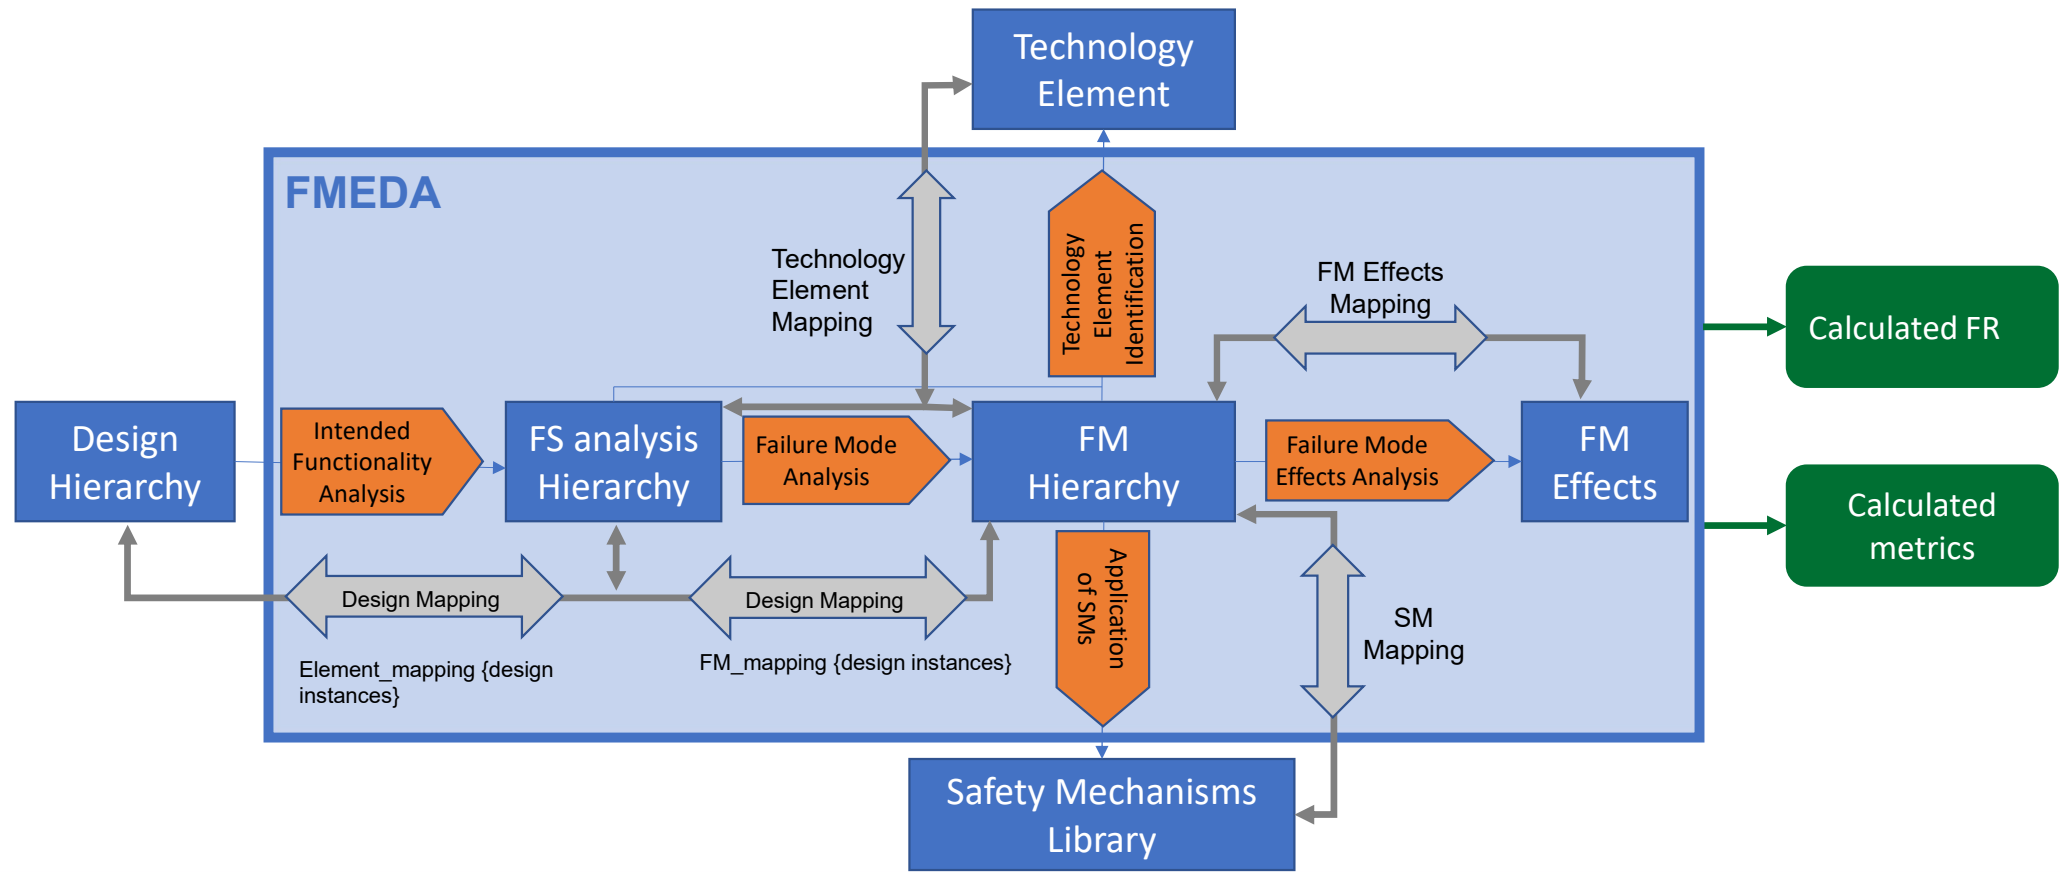 Technology
Element
FMEDA
Technology
Element
Mapping
Technology
Element
Identification
FM Effects
Mapping
Calculated FR
Design
Hierarchy
Intended
Functionality
Analysis
FS analysis
Hierarchy
Failure Mode
Analysis
FM
Hierarchy
Failure Mode
Effects Analysis
FM
Effects
Calculated
metrics
Design Mapping
Design Mapping
Application
of SMs
SM
Mapping
Element_mapping {design
instances}
FM_mapping {design instances}
Safety Mechanisms
Library